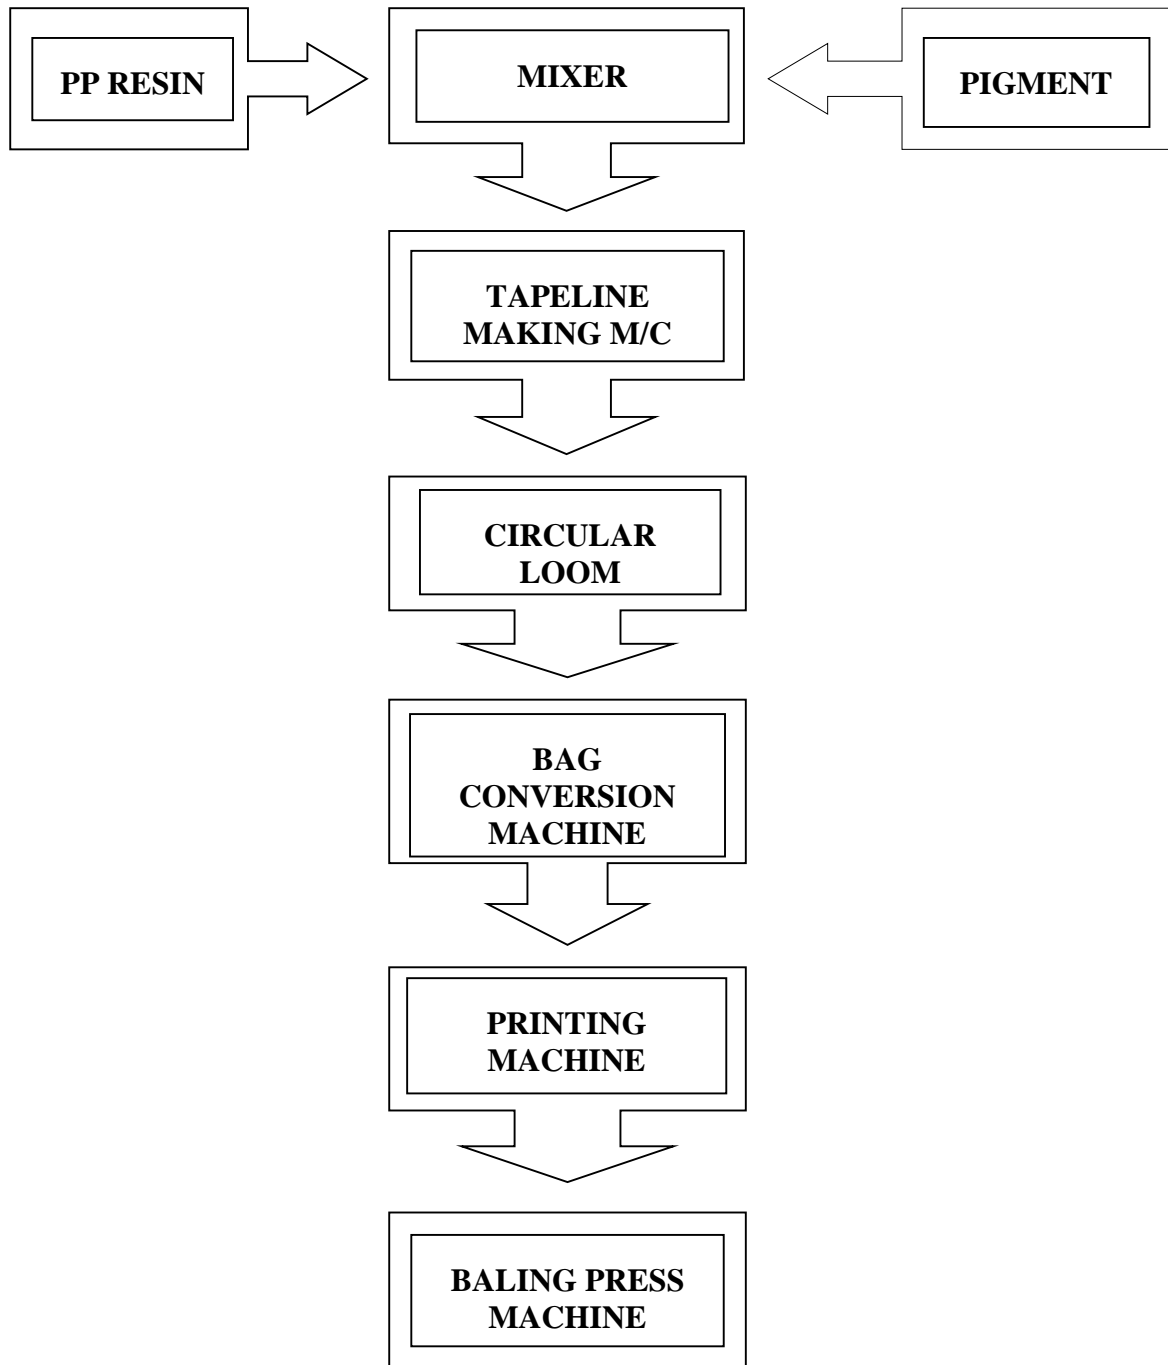 PP RESIN
MIXER
PIGMENT
TAPELINE
MAKING M/C
CIRCULAR
LOOM
BAG
CONVERSION
MACHINE
PRINTING
MACHINE
BALING PRESS
MACHINE